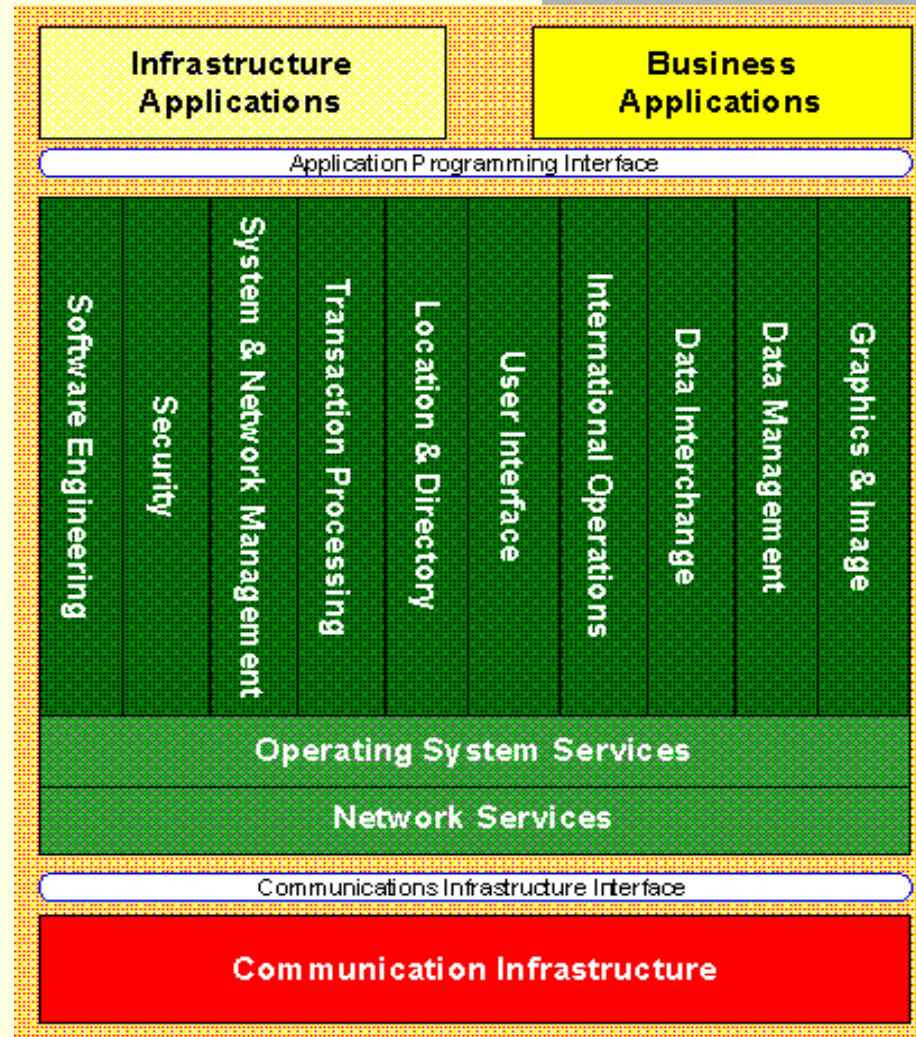 Infrastructure
Applications
Business
Applications
Application Programming Interface
Software Engineering
Security
System & Network Management
Transaction Processing
Location & Directory
User Interface
International Operations
Data Interchange
Data Management
Graphics & Image
Operating System Services
Network Services
Communications Infrastructure Interface
Communication Infrastructure